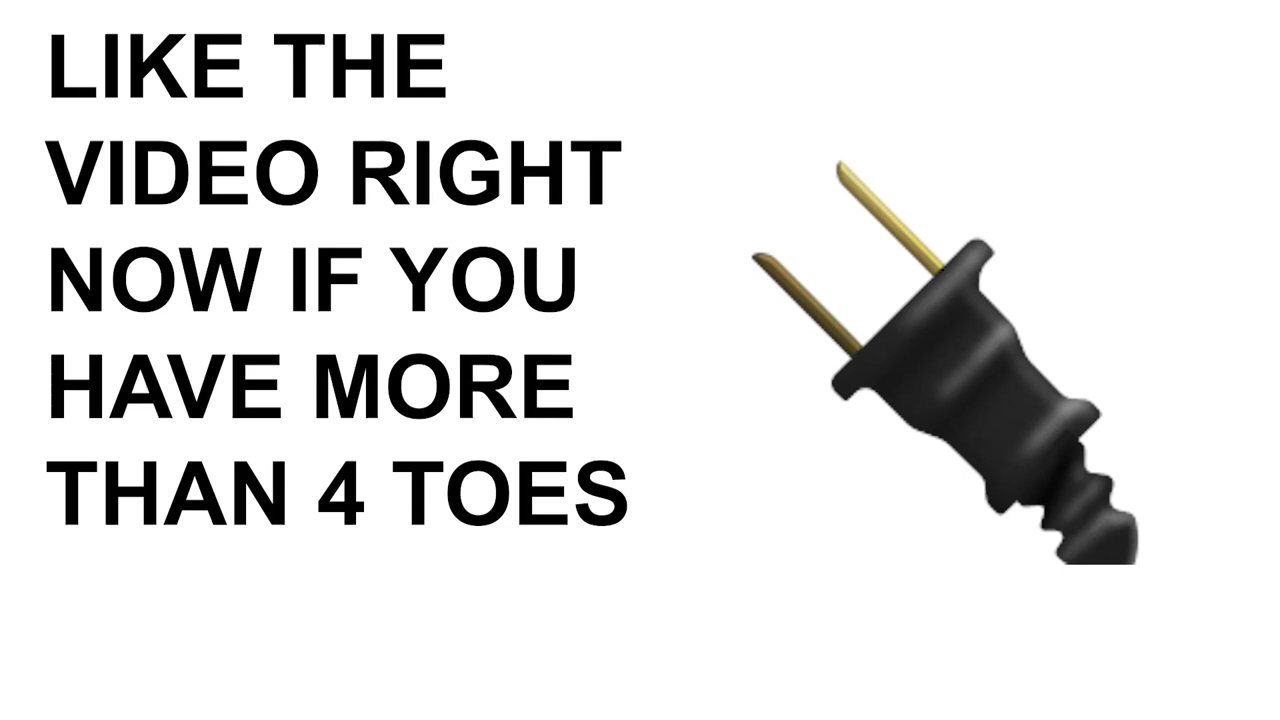 LIKE THE
VIDEO RIGHT
NOW IF YOU
HAVE MORE
THAN 4 TOES